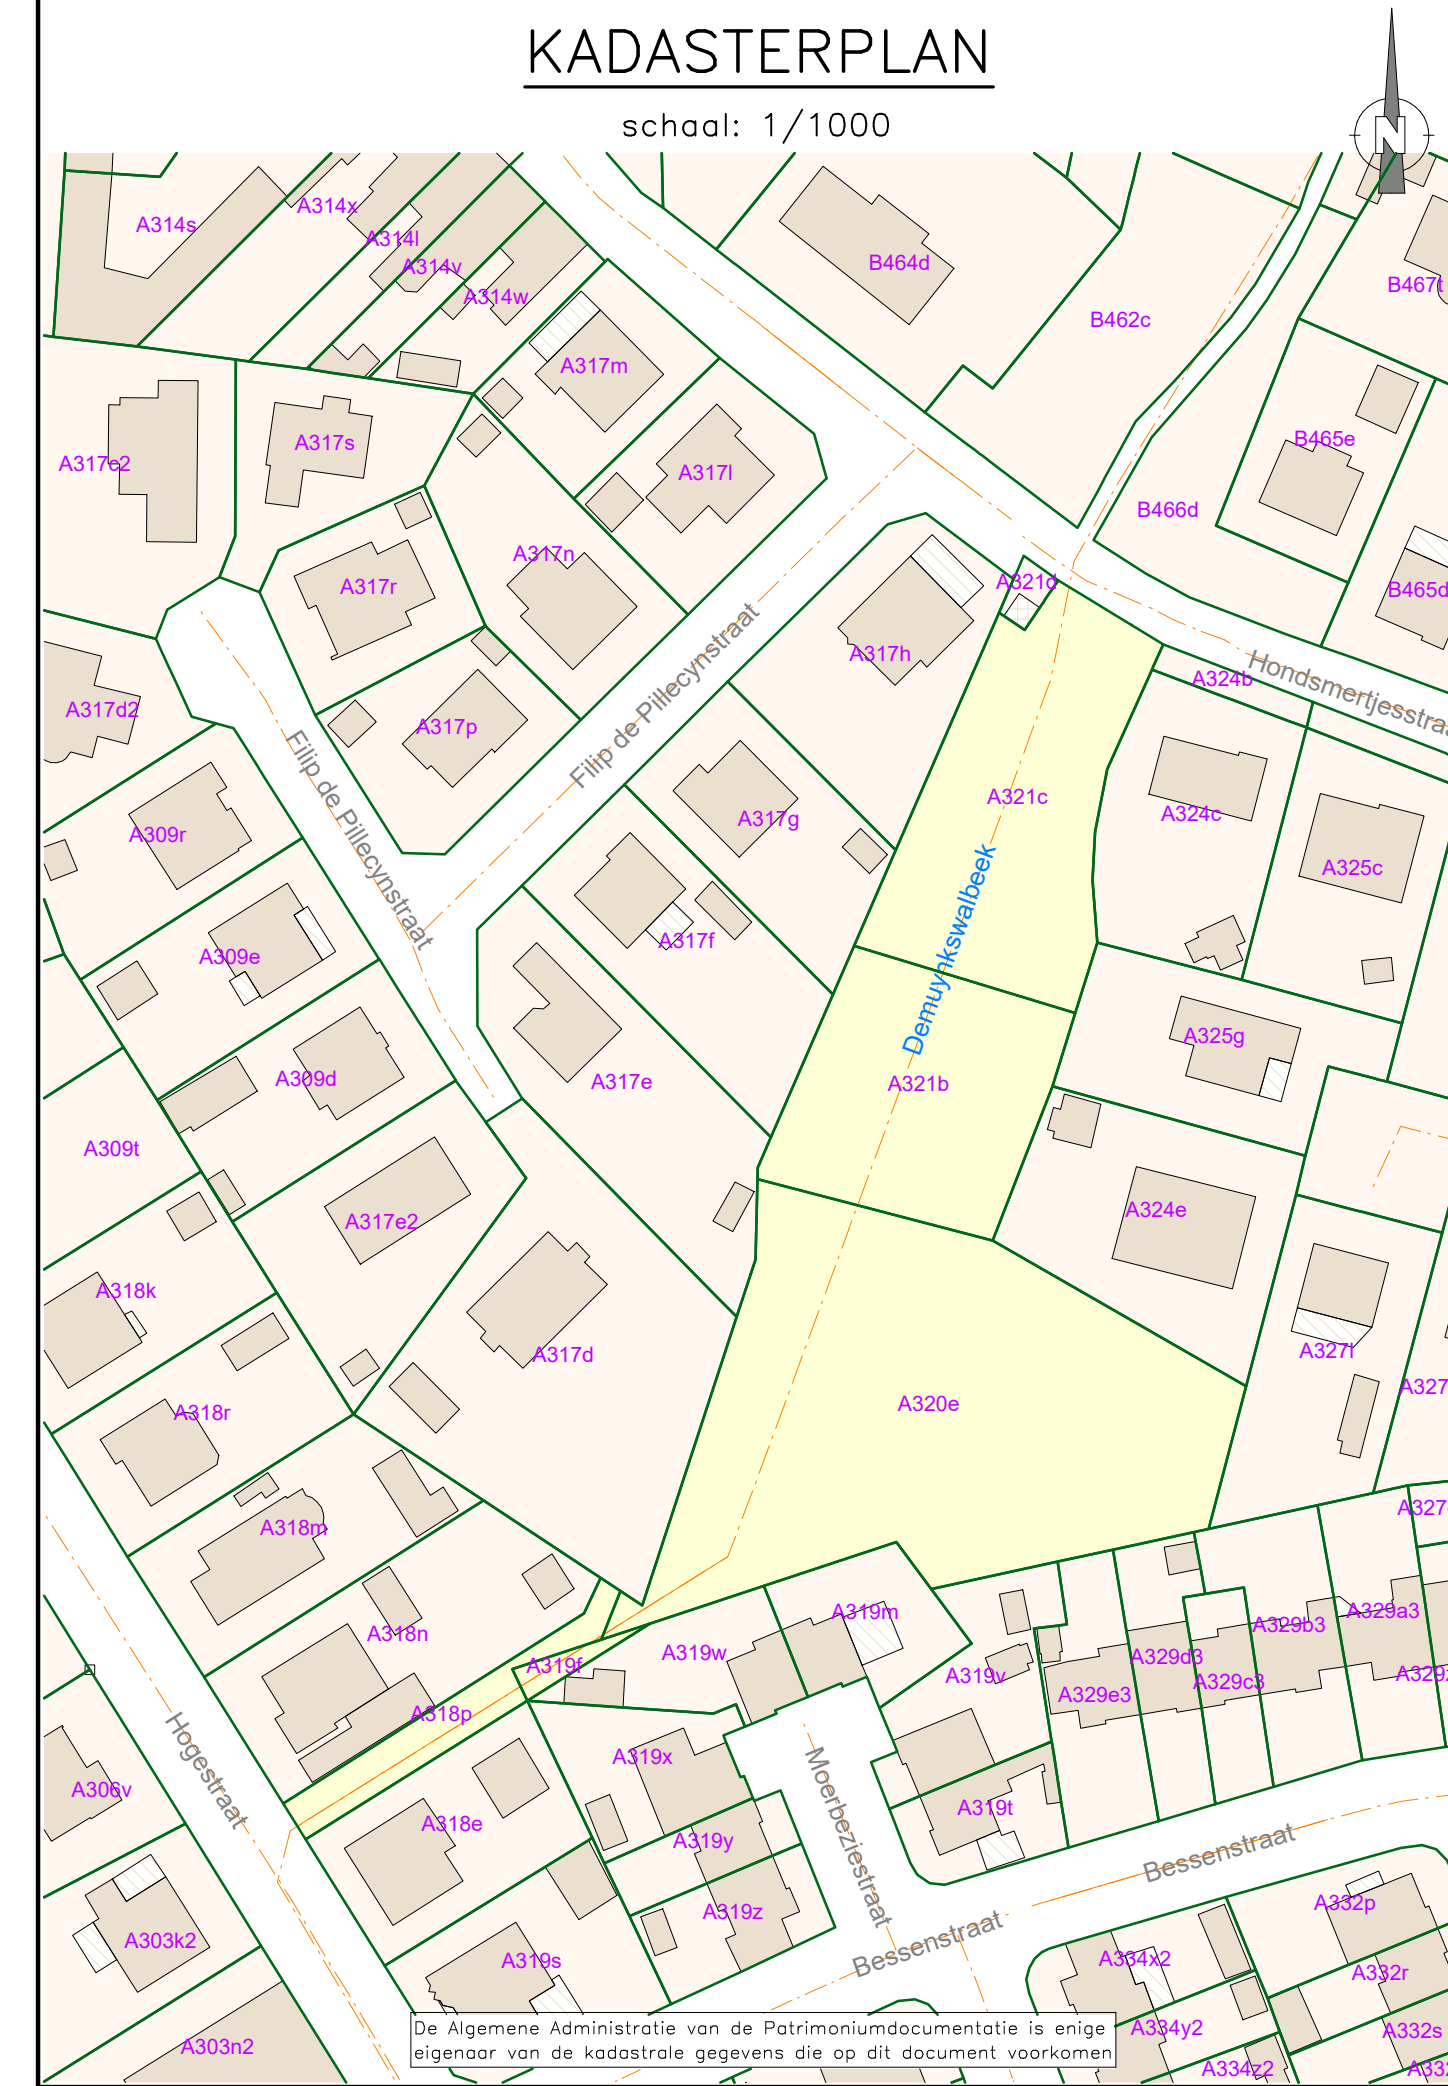 KADASTERPLAN
schaal: 1/1000
N
A314s
A314x
A314l
A314v
A314w
B464d
B462c
B467t
A317m
A317c2
A317s
A317l
B465e
B466d
A317n
A317r
A321d
B465d
A317h
Hondsmertjesstraa
A324b
A317d2
A317p
Filip de Pillecynstraat
Filip de Pillecynstraat
A321c
A324c
A309r
A317g
A325c
A309e
A317f
Demuynkswalbeek
A325g
A309d
A317e
A321b
A309t
A317e2
A324e
A318k
A317d
A327l
A327
A318r
A320e
A318m
A327
A318n
A319m
A329b3
A329a3
A319f
A319w
A319v
A329d3
A329c3
A329z
A329e3
A318p
Hogestraat
A319x
Moerbeziestraat
A306v
A318e
A319t
A319y
Bessenstraat
A319z
A332p
A303k2
Bessenstraat
A319s
A334x2
A332r
A334y2
A332s
A303n2
A334z2
A332
De Algemene Administratie van de Patrimoniumdocumentatie is enige
eigenaar van de kadastrale gegevens die op dit document voorkomen